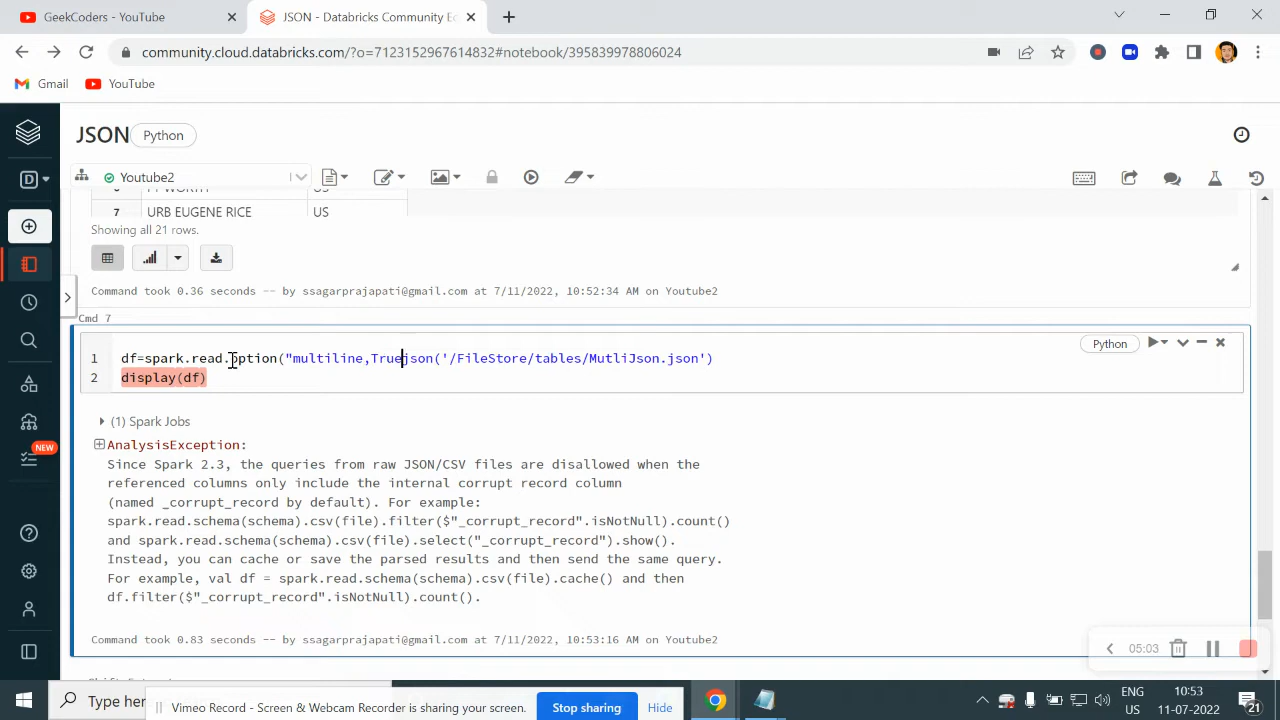 GeekCoders - YouTube
JSON - Databricks Community Ec
community.cloud.databricks.com/?o=7123152967614832#notebook/395839978806024
Gmail
YouTube
D
JSON
Python
Youtube2
7 URB EUGENE RICE US
Showing all 21 rows.
Command took 0.36 seconds -- by ssagarprajapati@gmail.com at 7/11/2022, 10:52:34 AM on Youtube2
Cmd 7
1 df=spark.read.option("multiline,Truejson('/FileStore/tables/MutliJson.json')
Python
2 display(df)
(1) Spark Jobs
AnalysisException:
Since Spark 2.3, the queries from raw JSON/CSV files are disallowed when the
referenced columns only include the internal corrupt record column
(named _corrupt_record by default). For example:
spark.read.schema(schema).csv(file).filter($"_corrupt_record".isNotNull).count()
and spark.read.schema(schema).csv(file).select("_corrupt_record").show().
Instead, you can cache or save the parsed results and then send the same query.
For example, val df = spark.read.schema(schema).csv(file).cache() and then
df.filter($"_corrupt_record".isNotNull).count().
Command took 0.83 seconds -- by ssagarprajapati@gmail.com at 7/11/2022, 10:53:16 AM on Youtube2
NEW
05:03
Type her
Vimeo Record - Screen & Webcam Recorder is sharing your screen.
Stop sharing
Hide
ENG
US
10:53
11-07-2022
21